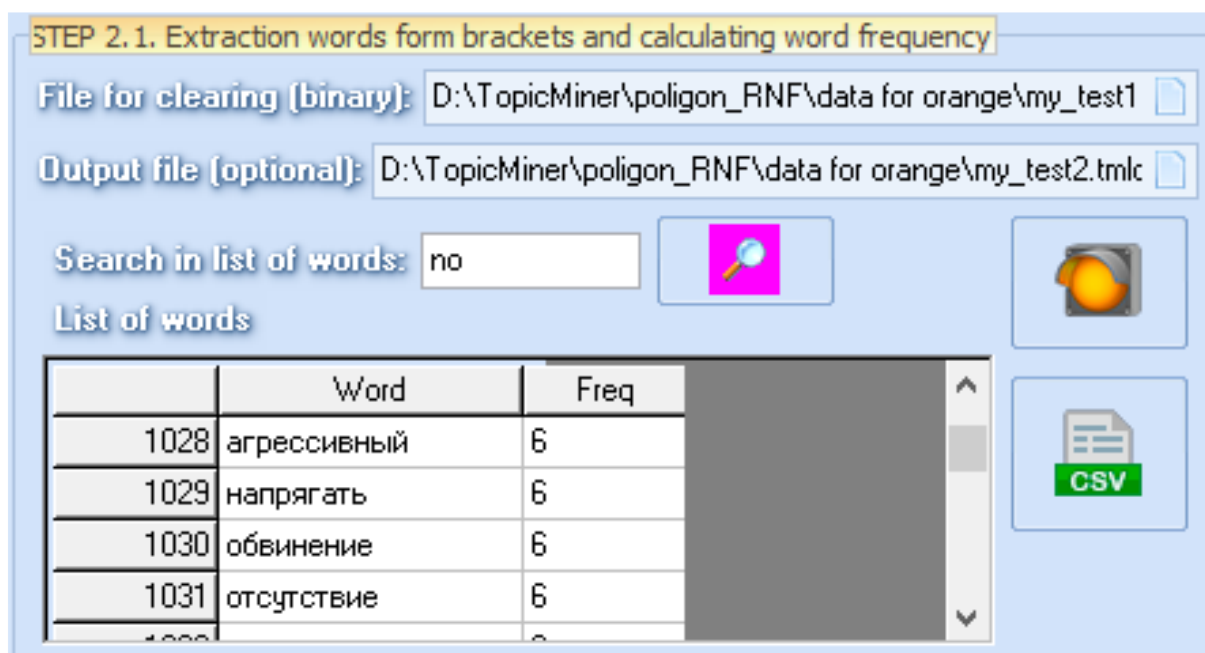 STEP 2.1. Extraction words form brackets and calculating word frequency
File for clearing (binary): D:\TopicMiner\poligon_RNF\data for orange\my_test1
Output file (optional): D:\TopicMiner\poligon_RNF\data for orange\my_test2.tmlc
Search in list of words: no
List of words
Word Freq
1028 агрессивный 6
1029 напрягать 6
1030 обвинение 6
1031 отсутствие 6
CSV